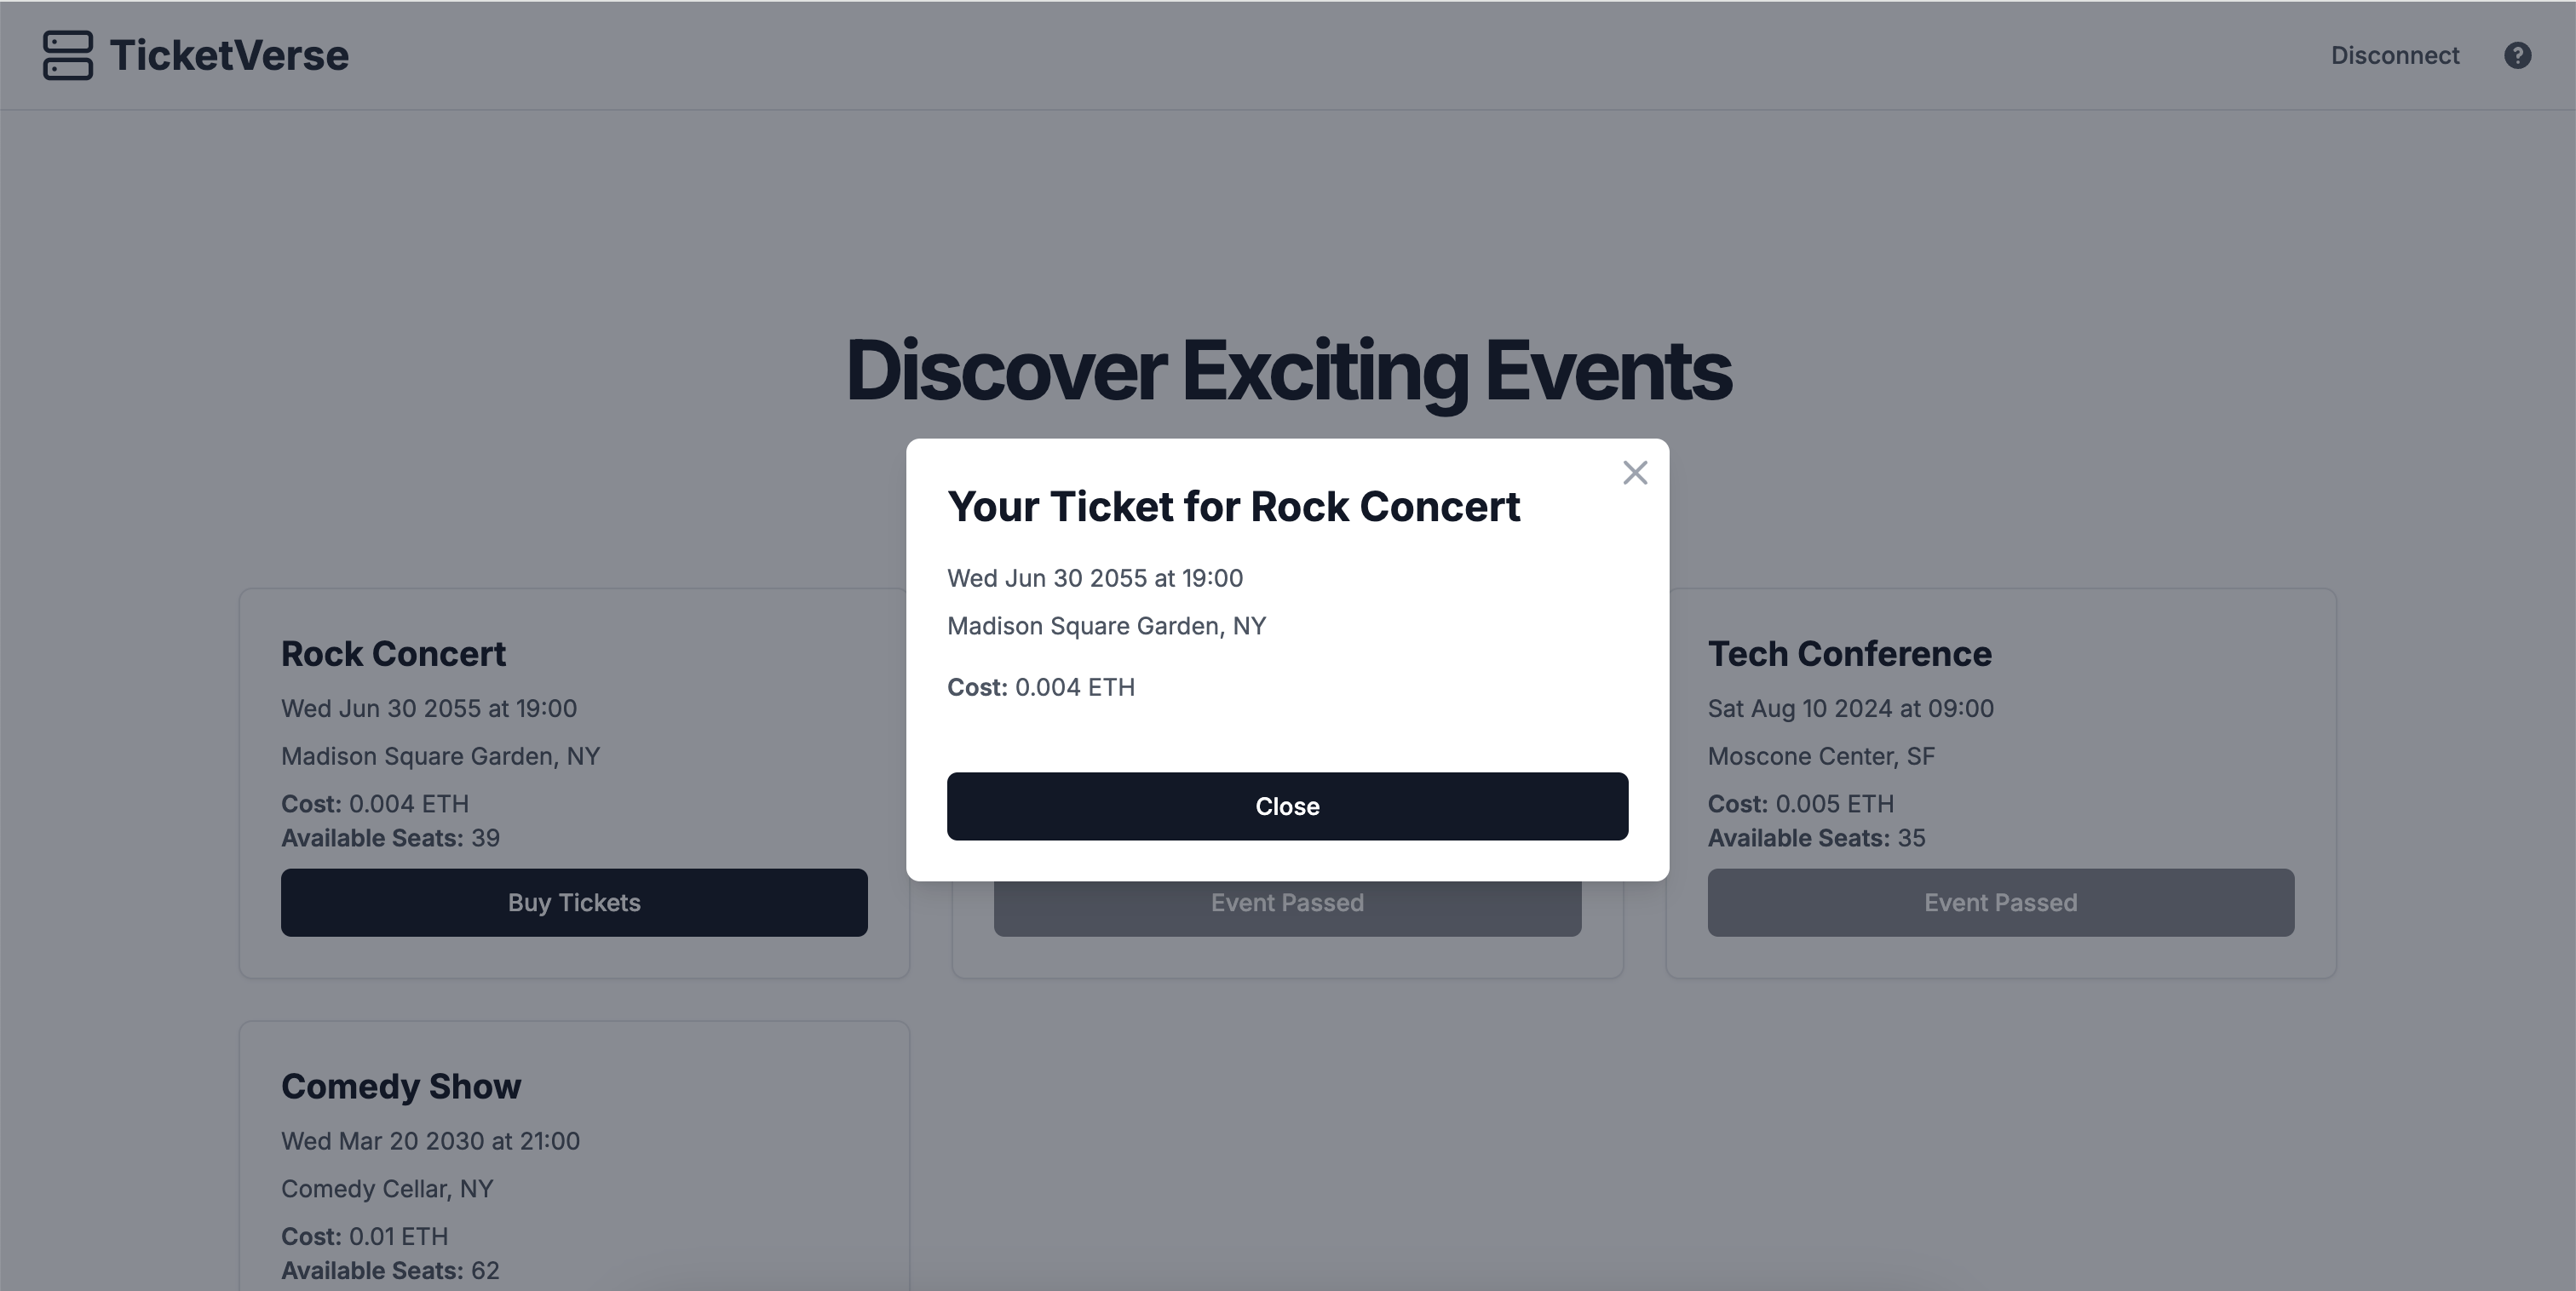 TicketVerse
Disconnect
?
Discover Exciting Events
Your Ticket for Rock Concert
Wed Jun 30 2055 at 19:00
Madison Square Garden, NY
Cost: 0.004 ETH
Close
Rock Concert
Wed Jun 30 2055 at 19:00
Madison Square Garden, NY
Cost: 0.004 ETH
Available Seats: 39
Buy Tickets
Event Passed
Tech Conference
Sat Aug 10 2024 at 09:00
Moscone Center, SF
Cost: 0.005 ETH
Available Seats: 35
Event Passed
Comedy Show
Wed Mar 20 2030 at 21:00
Comedy Cellar, NY
Cost: 0.01 ETH
Available Seats: 62